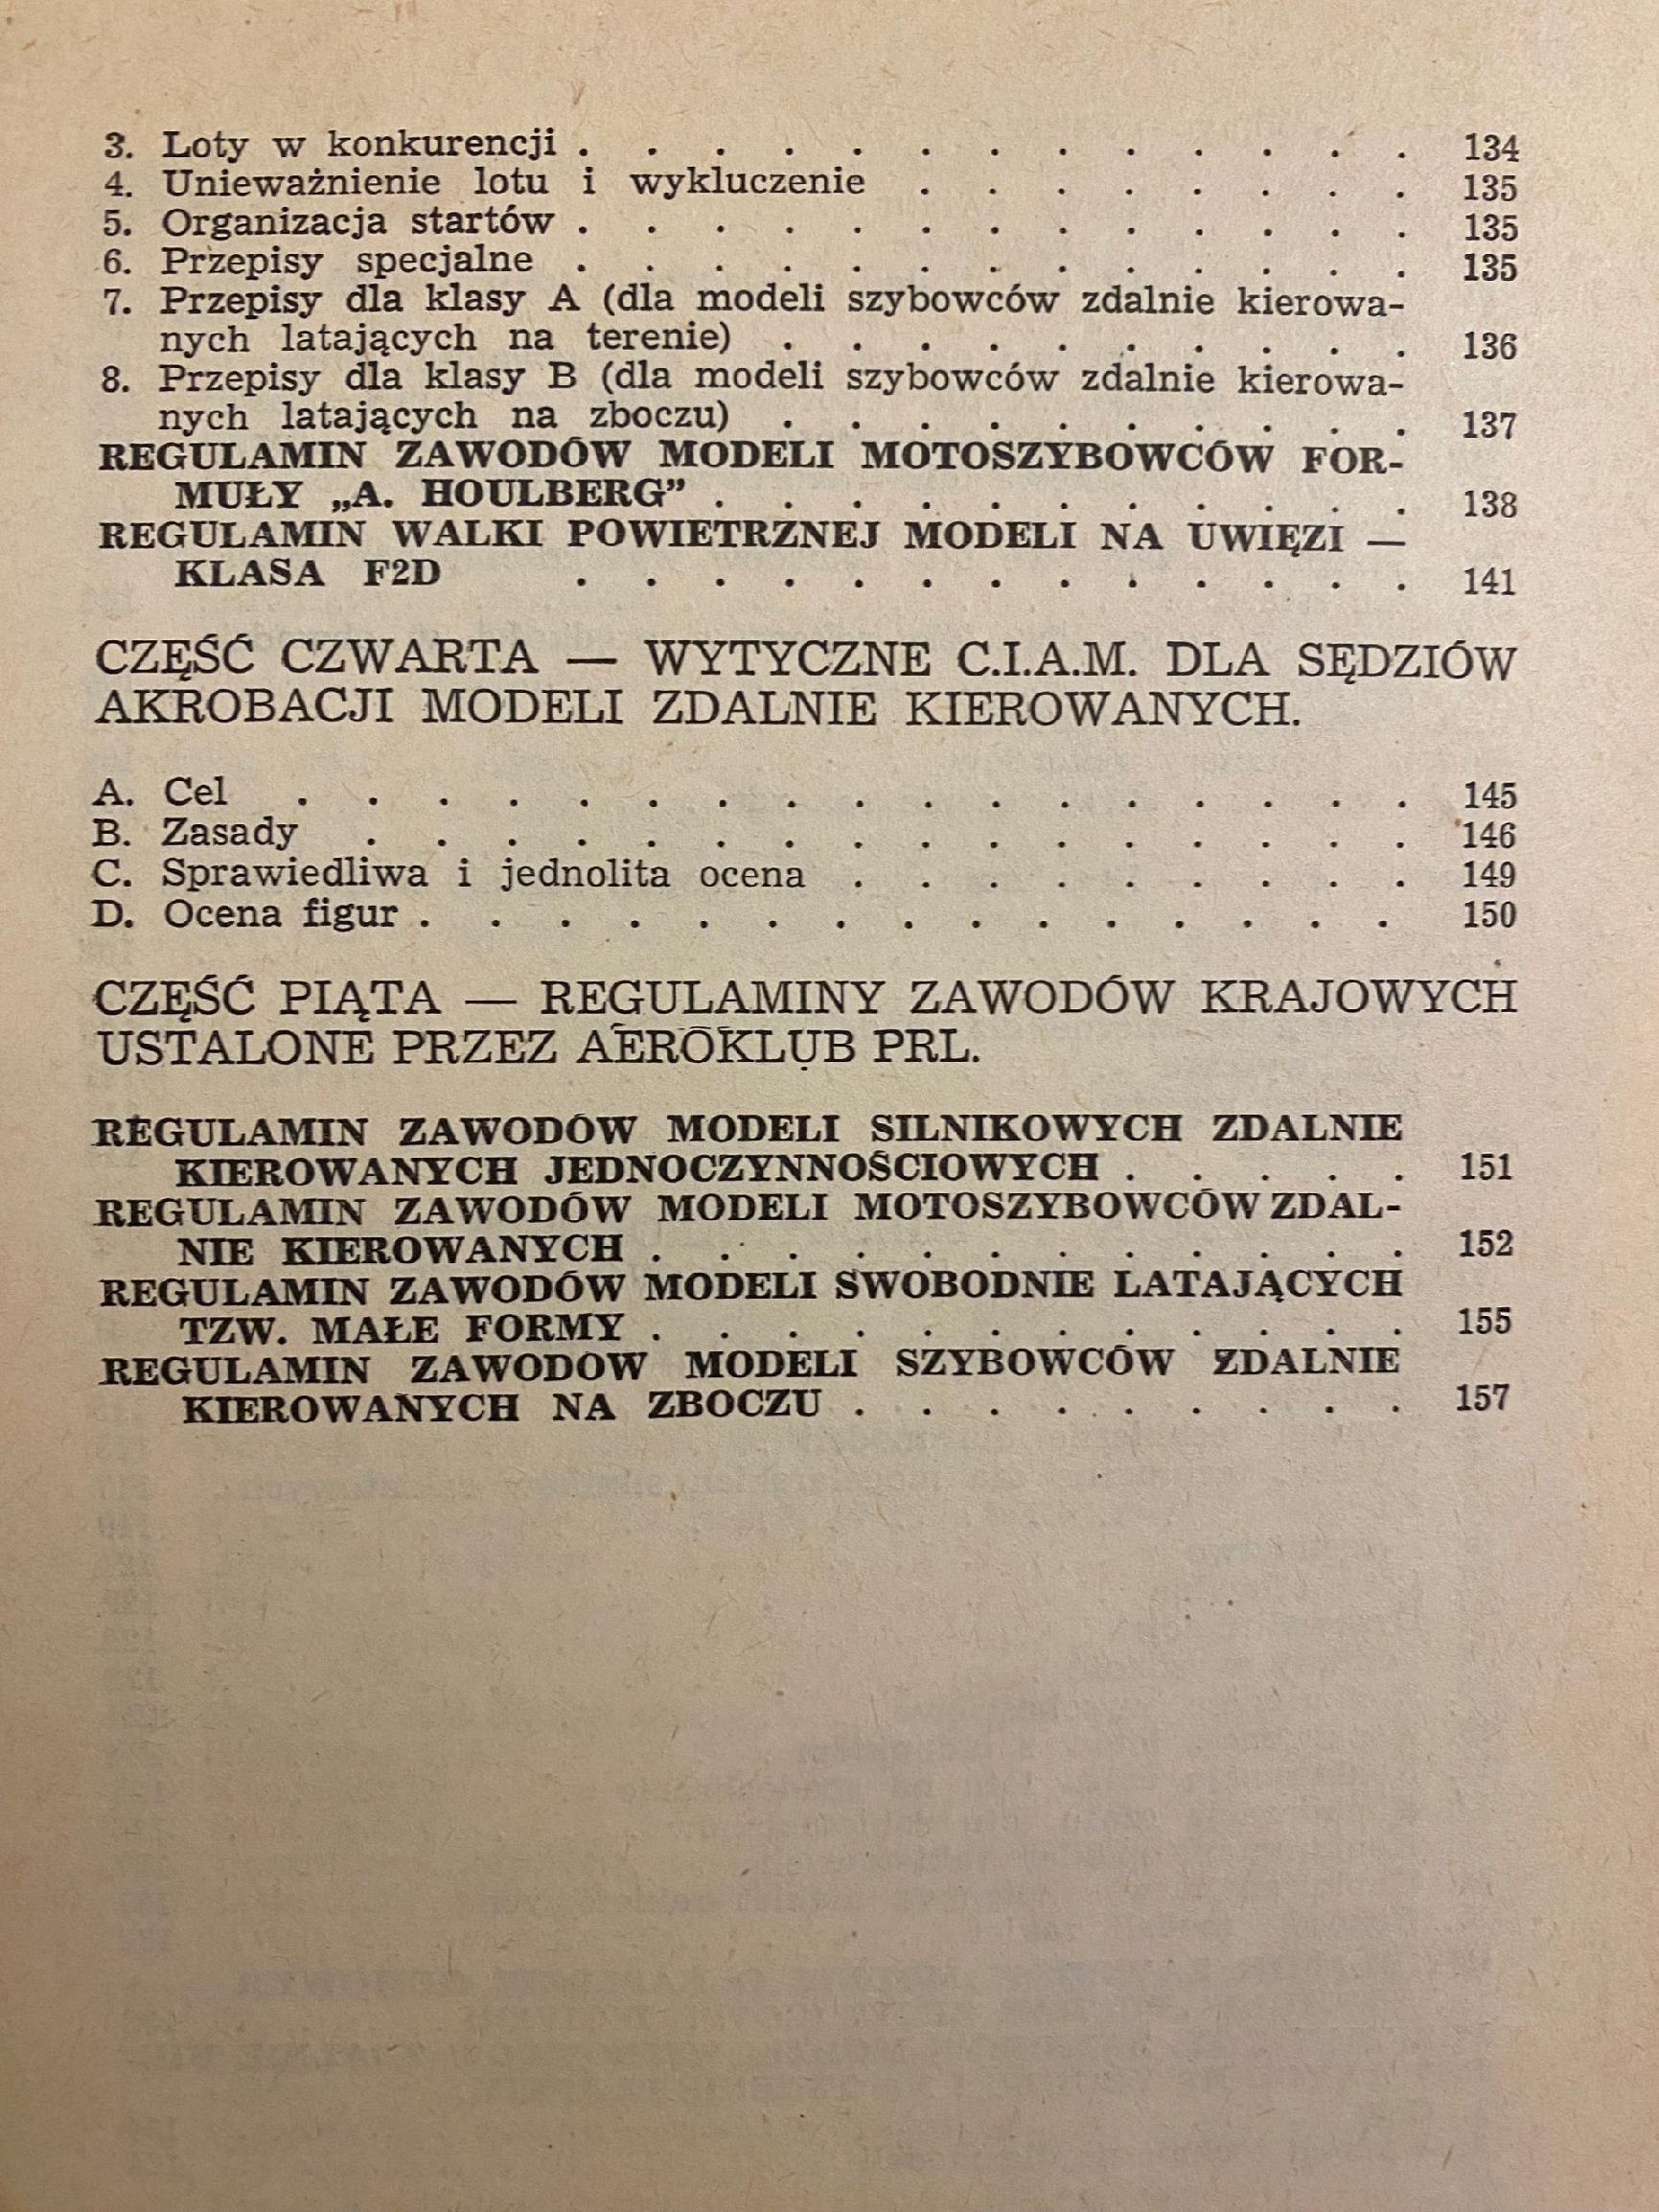 3. Loty w konkurencji . . . . . . . . . . . . . 134
4. Unieważnienie lotu i wykluczenie . . . . . . . . 135
5. Organizacja startów . . . . . . . . . . . . . 135
6. Przepisy specjalne . . . . . . . . . . . . . 135
7. Przepisy dla klasy A (dla modeli szybowców zdalnie kierowa-
nych latających na terenie) . . . . . . . . . . 136
8. Przepisy dla klasy B (dla modeli szybowców zdalnie kierowa-
nych latających na zboczu) . . . . . . . . . . 137
REGULAMIN ZAWODÓW MODELI MOTOSZYBOWCÓW FOR-
MUŁY „A. HOULBERG” . . . . . . . . . . . 138
REGULAMIN WALKI POWIETRZNEJ MODELI NA UWIĘZI —
KLASA F2D . . . . . . . . . . . . . 141
CZĘŚĆ CZWARTA — WYTYCZNE C.I.A.M. DLA SĘDZIÓW
AKROBACJI MODELI ZDALNIE KIEROWANYCH.
A. Cel . . . . . . . . . . . . . . . . . 145
B. Zasady . . . . . . . . . . . . . . . . 146
C. Sprawiedliwa i jednolita ocena . . . . . . . . . 149
D. Ocena figur . . . . . . . . . . . . . . . 150
CZĘŚĆ PIĄTA — REGULAMINY ZAWODÓW KRAJOWYCH
USTALONE PRZEZ AEROKLUB PRL.
REGULAMIN ZAWODÓW MODELI SILNIKOWYCH ZDALNIE
KIEROWANYCH JEDNOCZYNNOŚCIOWYCH . . . . . 151
REGULAMIN ZAWODÓW MODELI MOTOSZYBOWCÓW ZDAL-
NIE KIEROWANYCH . . . . . . . . . . . . 152
REGULAMIN ZAWODÓW MODELI SWOBODNIE LATAJĄCYCH
TZW. MAŁE FORMY . . . . . . . . . . . . 155
REGULAMIN ZAWODOW MODELI SZYBOWCÓW ZDALNIE
KIEROWANYCH NA ZBOCZU . . . . . . . . . 157